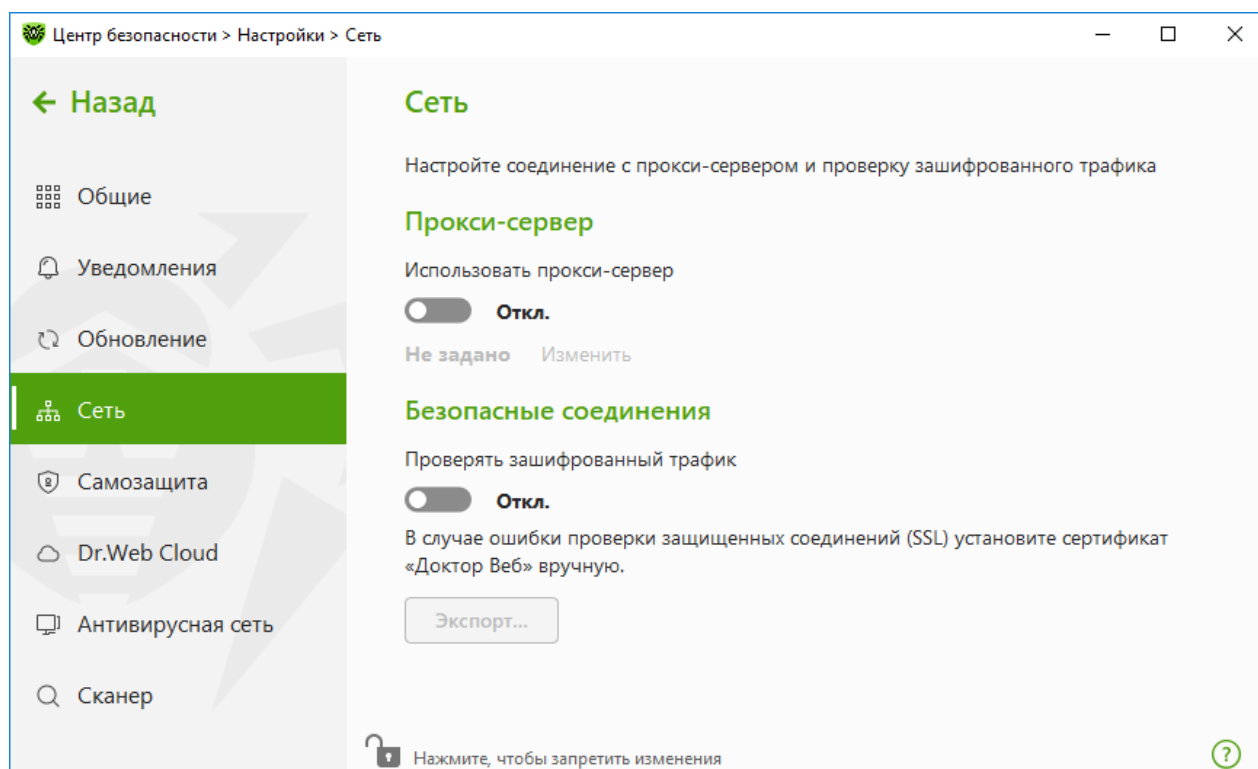 Центр безопасности > Настройки > Сеть
Назад
Общие
Уведомления
Обновление
Сеть
Самозащита
Dr.Web Cloud
Антивирусная сеть
Сканер
Сеть
Настройте соединение с прокси-сервером и проверку зашифрованного трафика
Прокси-сервер
Использовать прокси-сервер
Откл.
Не задано Изменить
Безопасные соединения
Проверять зашифрованный трафик
Откл.
В случае ошибки проверки защищенных соединений (SSL) установите сертификат
«Доктор Веб» вручную.
Экспорт...
Нажмите, чтобы запретить изменения
?